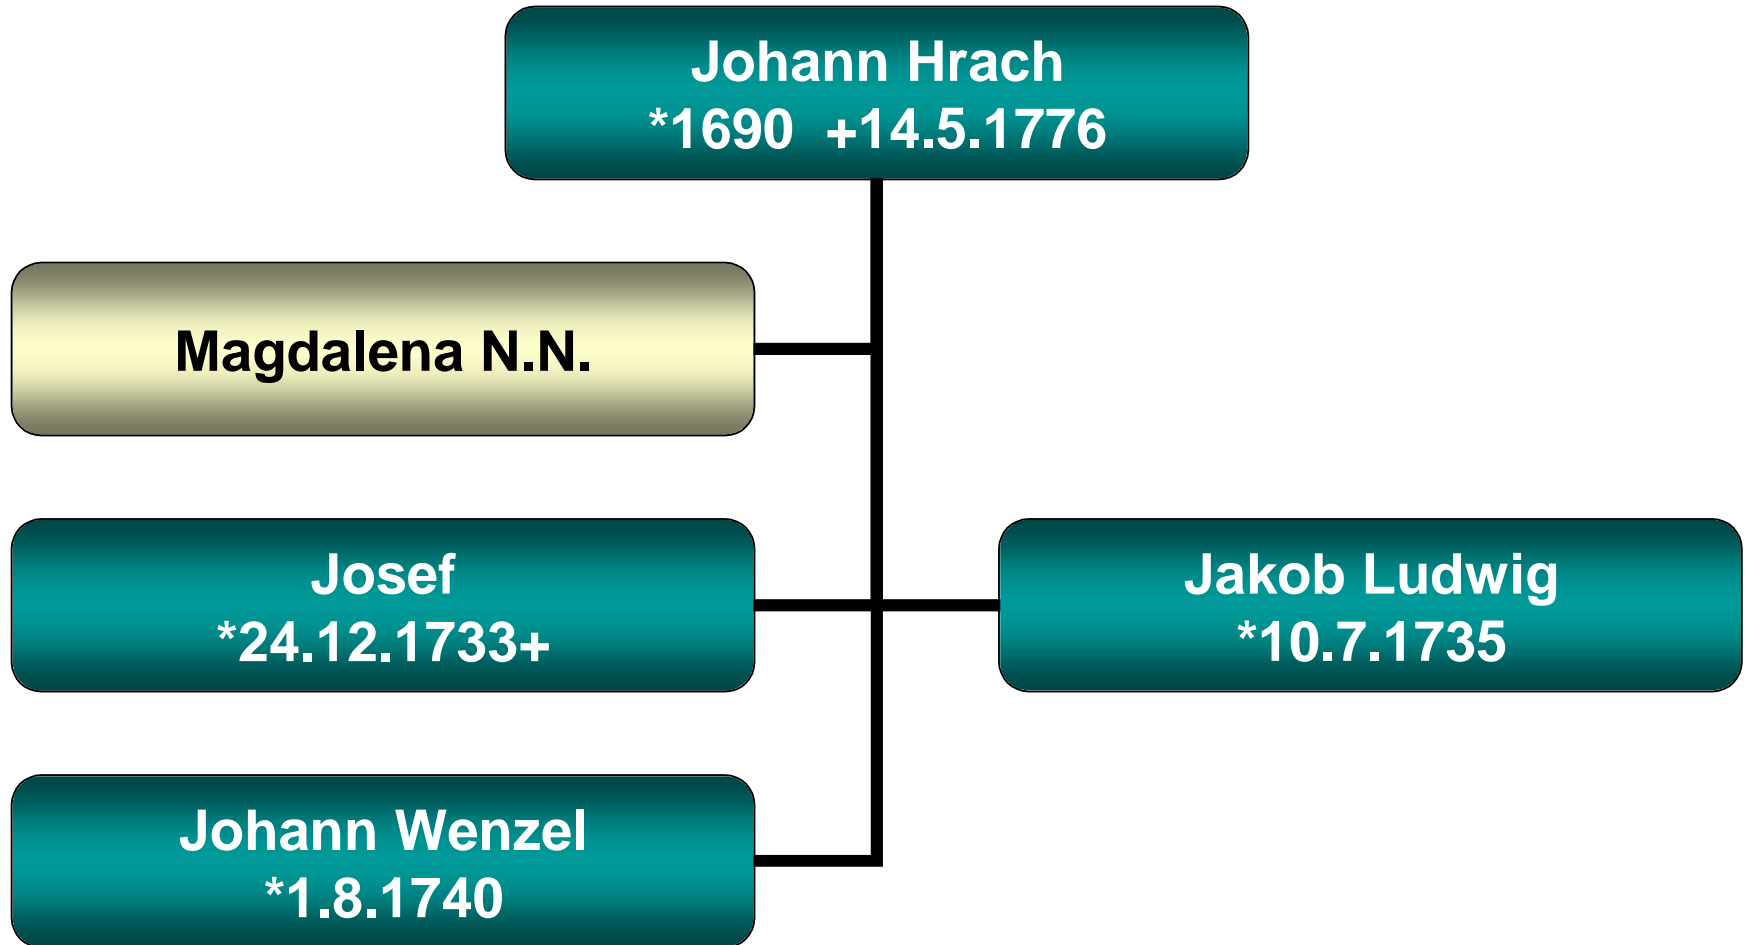 Johann Hrach
*1690 +14.5.1776
Magdalena N.N.
Josef
*24.12.1733+
Jakob Ludwig
*10.7.1735
Johann Wenzel
*1.8.1740